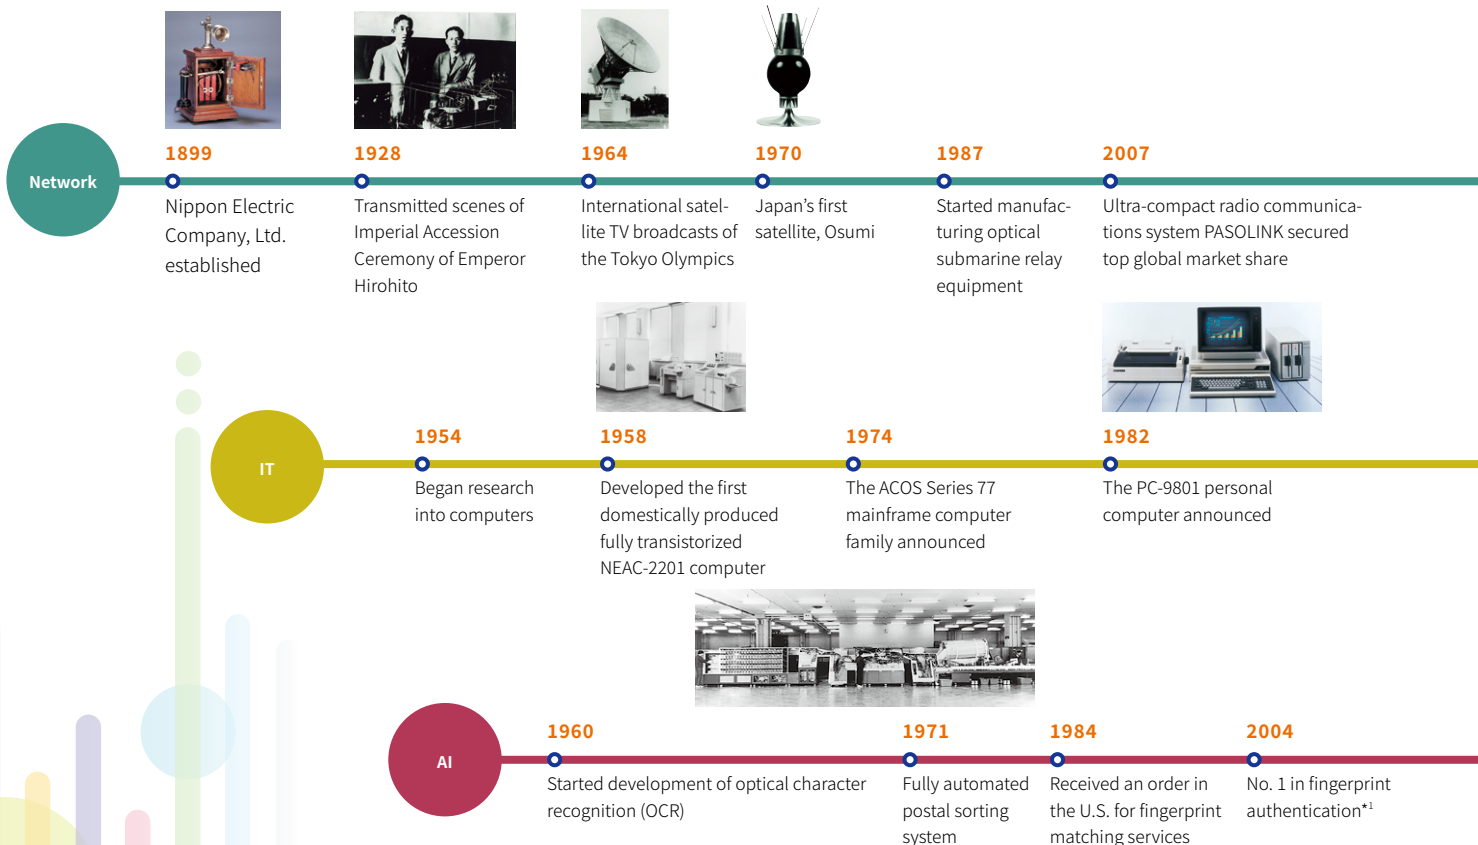 Network
1899
Nippon Electric
Company, Ltd.
established
1928
Transmitted scenes of
Imperial Accession
Ceremony of Emperor
Hirohito
1964
International satel-
lite TV broadcasts of
the Tokyo Olympics
1970
Japan's first
satellite, Osumi
1987
Started manufac-
turing optical
submarine relay
equipment
2007
Ultra-compact radio communica-
tions system PASOLINK secured
top global market share
IT
1954
Began research
into computers
1958
Developed the first
domestically produced
fully transistorized
NEAC-2201 computer
1974
The ACOS Series 77
mainframe computer
family announced
1982
The PC-9801 personal
computer announced
AI
1960
Started development of optical character
recognition (OCR)
1971
Fully automated
postal sorting
system
1984
Received an order in
the U.S. for fingerprint
matching services
2004
No. 1 in fingerprint
authentication*1